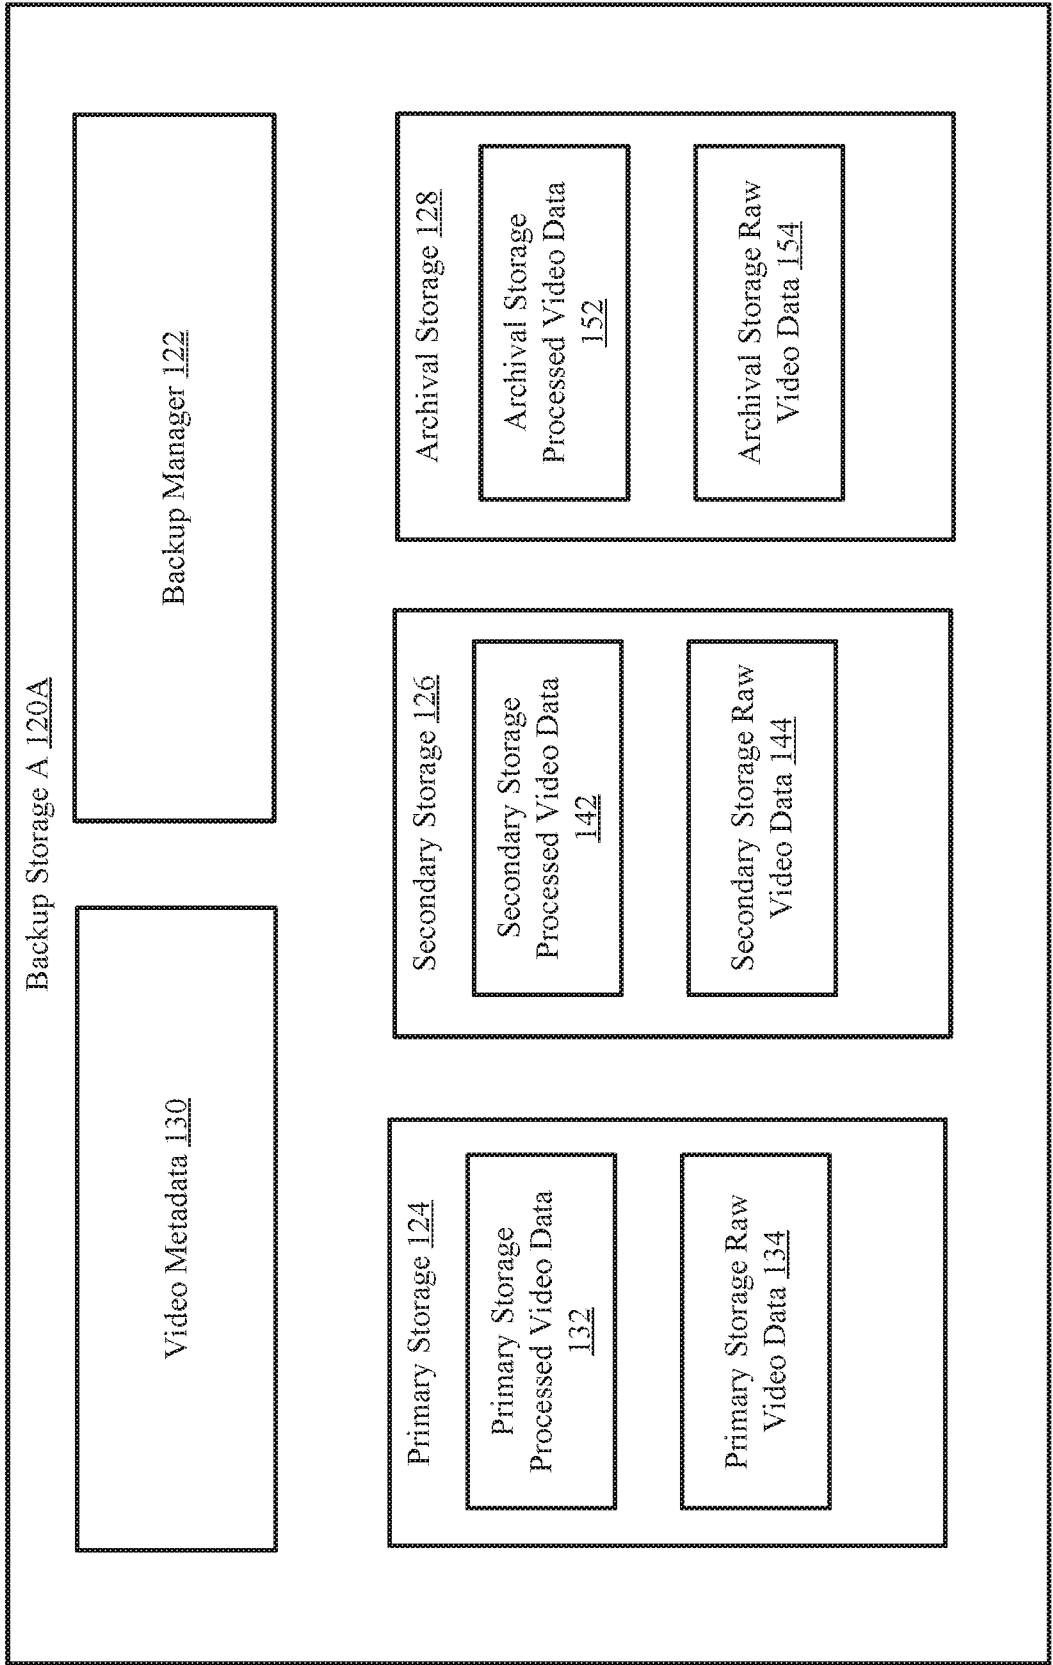 Backup Storage A 120A
Video Metadata 130
Backup Manager 122
Primary Storage 124
Primary Storage
Processed Video Data
132
Primary Storage Raw
Video Data 134
Secondary Storage 126
Secondary Storage
Processed Video Data
142
Secondary Storage Raw
Video Data 144
Archival Storage 128
Archival Storage
Processed Video Data
152
Archival Storage Raw
Video Data 154